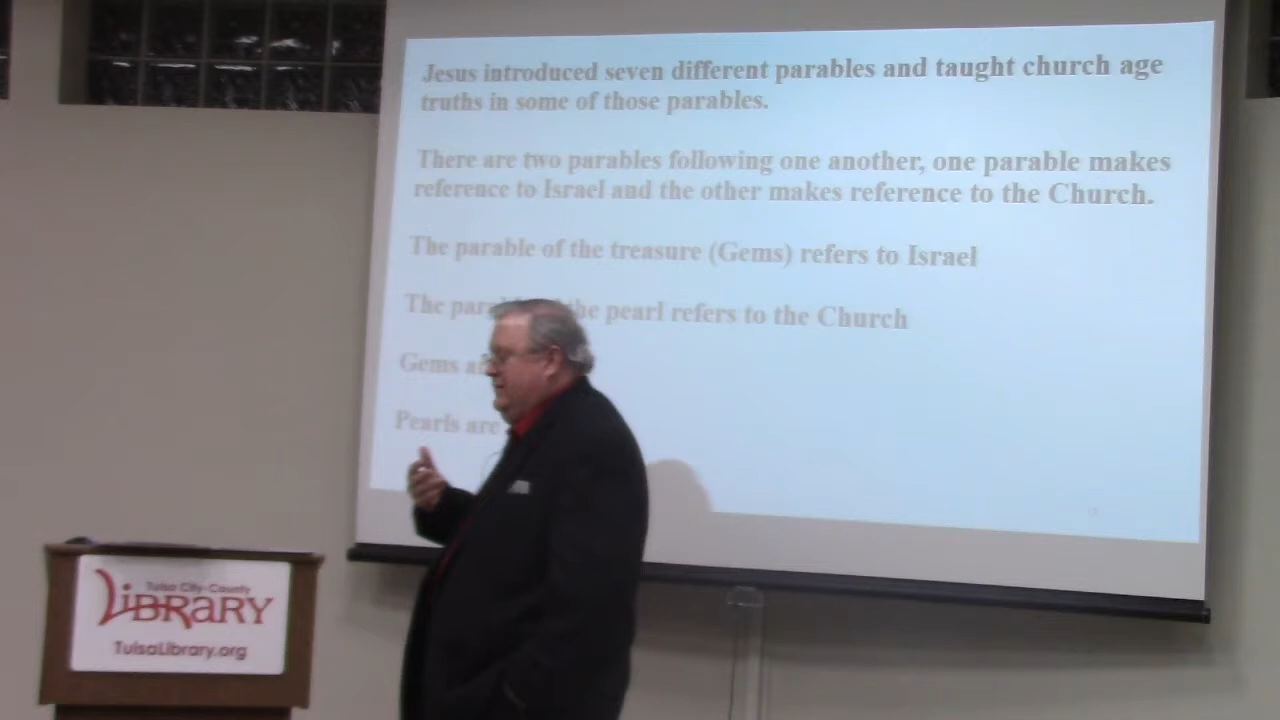 Jesus introduced seven different parables and taught church age
truths in some of those parables.
There are two parables following one another, one parable makes
reference to Israel and the other makes reference to the Church.
The parable of the treasure (Gems) refers to Israel
The the pearl refers to the Church
Gems
Pearls are
Tulsa City-County
LIBRARY
TulsaLibrary.org